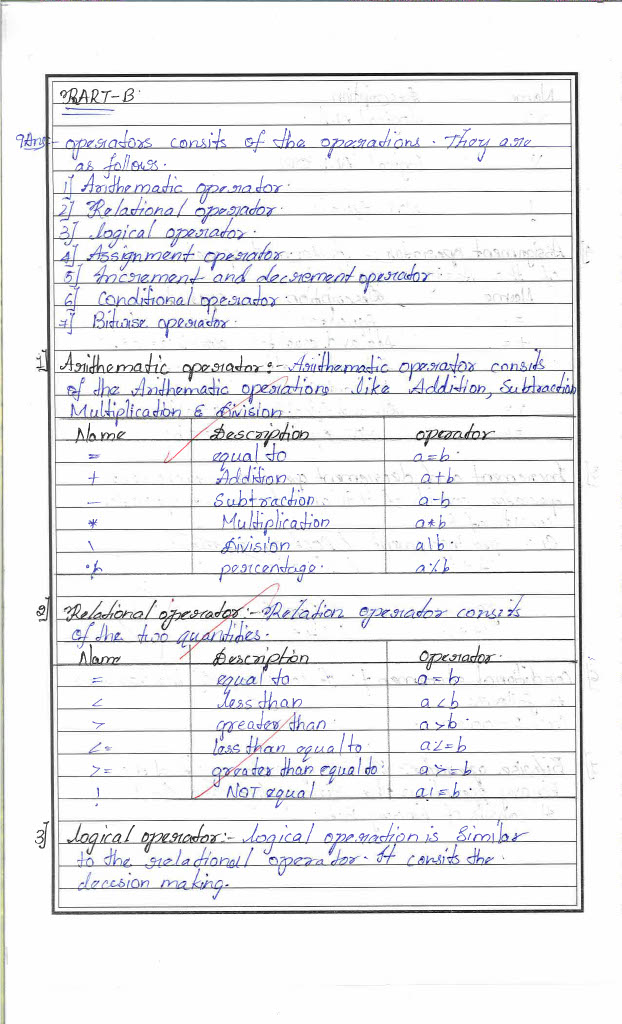 PART-B
9Ans:- operators consits of the operations. They are
as follows.
1] Arithematic operator.
2] Relational operator.
3] logical operator.
4] Assignment operator.
5] Increment and decrement operator.
6] Conditional operator.
7] Bitwise operator.
1] Arithematic operator:- Arithematic operator consits
of the Arithematic operations like Addition, Subtraction
Multiplication & Division.
Name Description operator
= equal to a=b.
+ Addition a+b.
- Subtraction a-b
* Multiplication a*b
\ Division a\b.
% percentage. a%b
2] Relational operator:- Relation operator consits
of the two quantities.
Name Description Operator.
= equal to a=b
< less than a<b
> greater than. a>b.
<= less than equal to a<=b
>= greater than equal to. a>=b
! NOT equal a!=b.
3] logical operator:- logical operation is similar
to the relational operator. It consits the
decesion making.